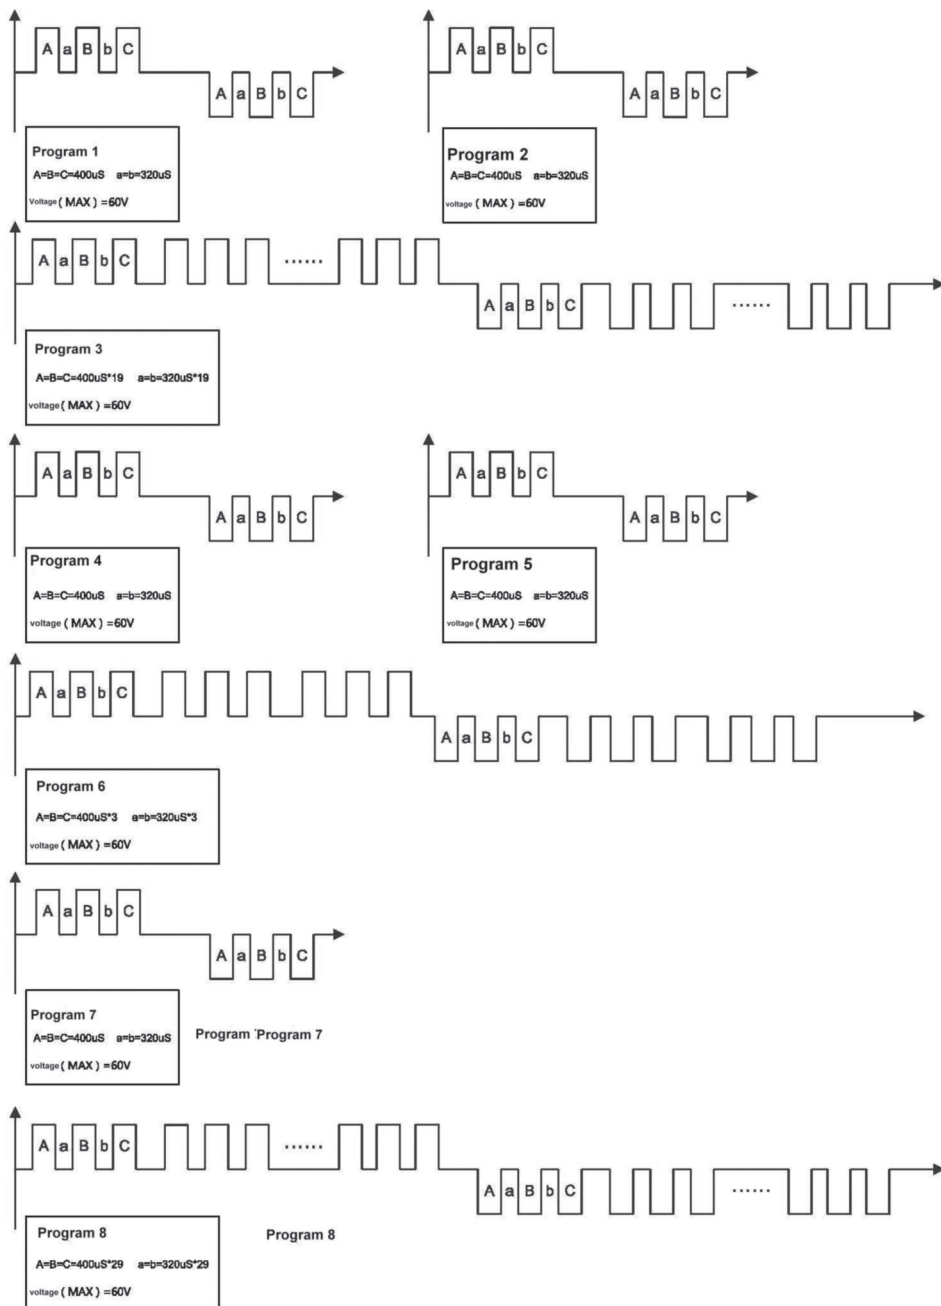 A a B b C
A a B b C
Program 1
A=B=C=400uS a=b=320uS
Voltage ( MAX ) =60V
A a B b C
A a B b C
Program 2
A=B=C=400uS a=b=320uS
voltage ( MAX ) =60V
A a B b C ······
A a B b C ······
Program 3
A=B=C=400uS*19 a=b=320uS*19
voltage ( MAX ) =60V
A a B b C
A a B b C
Program 4
A=B=C=400uS a=b=320uS
voltage ( MAX ) =60V
A a B b C
A a B b C
Program 5
A=B=C=400uS a=b=320uS
voltage ( MAX ) =60V
A a B b C
A a B b C
Program 6
A=B=C=400uS*3 a=b=320uS*3
voltage ( MAX ) =60V
A a B b C
A a B b C
Program 7
A=B=C=400uS a=b=320uS
voltage ( MAX ) =60V
Program Program 7
A a B b C ······
A a B b C ······
Program 8
A=B=C=400uS*29 a=b=320uS*29
voltage ( MAX ) =60V
Program 8